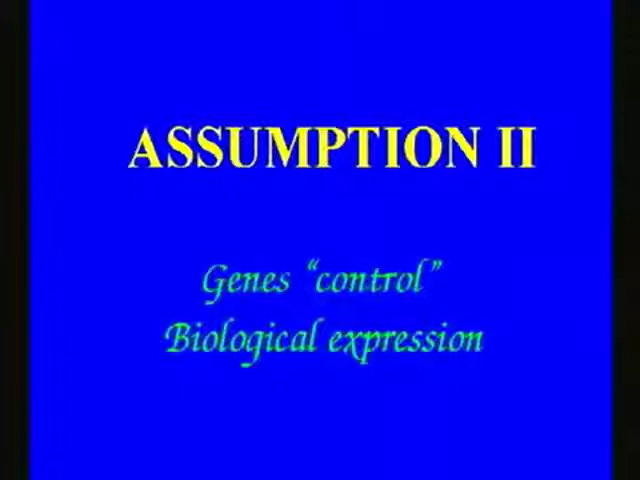 ASSUMPTION II
Genes “control”
Biological expression